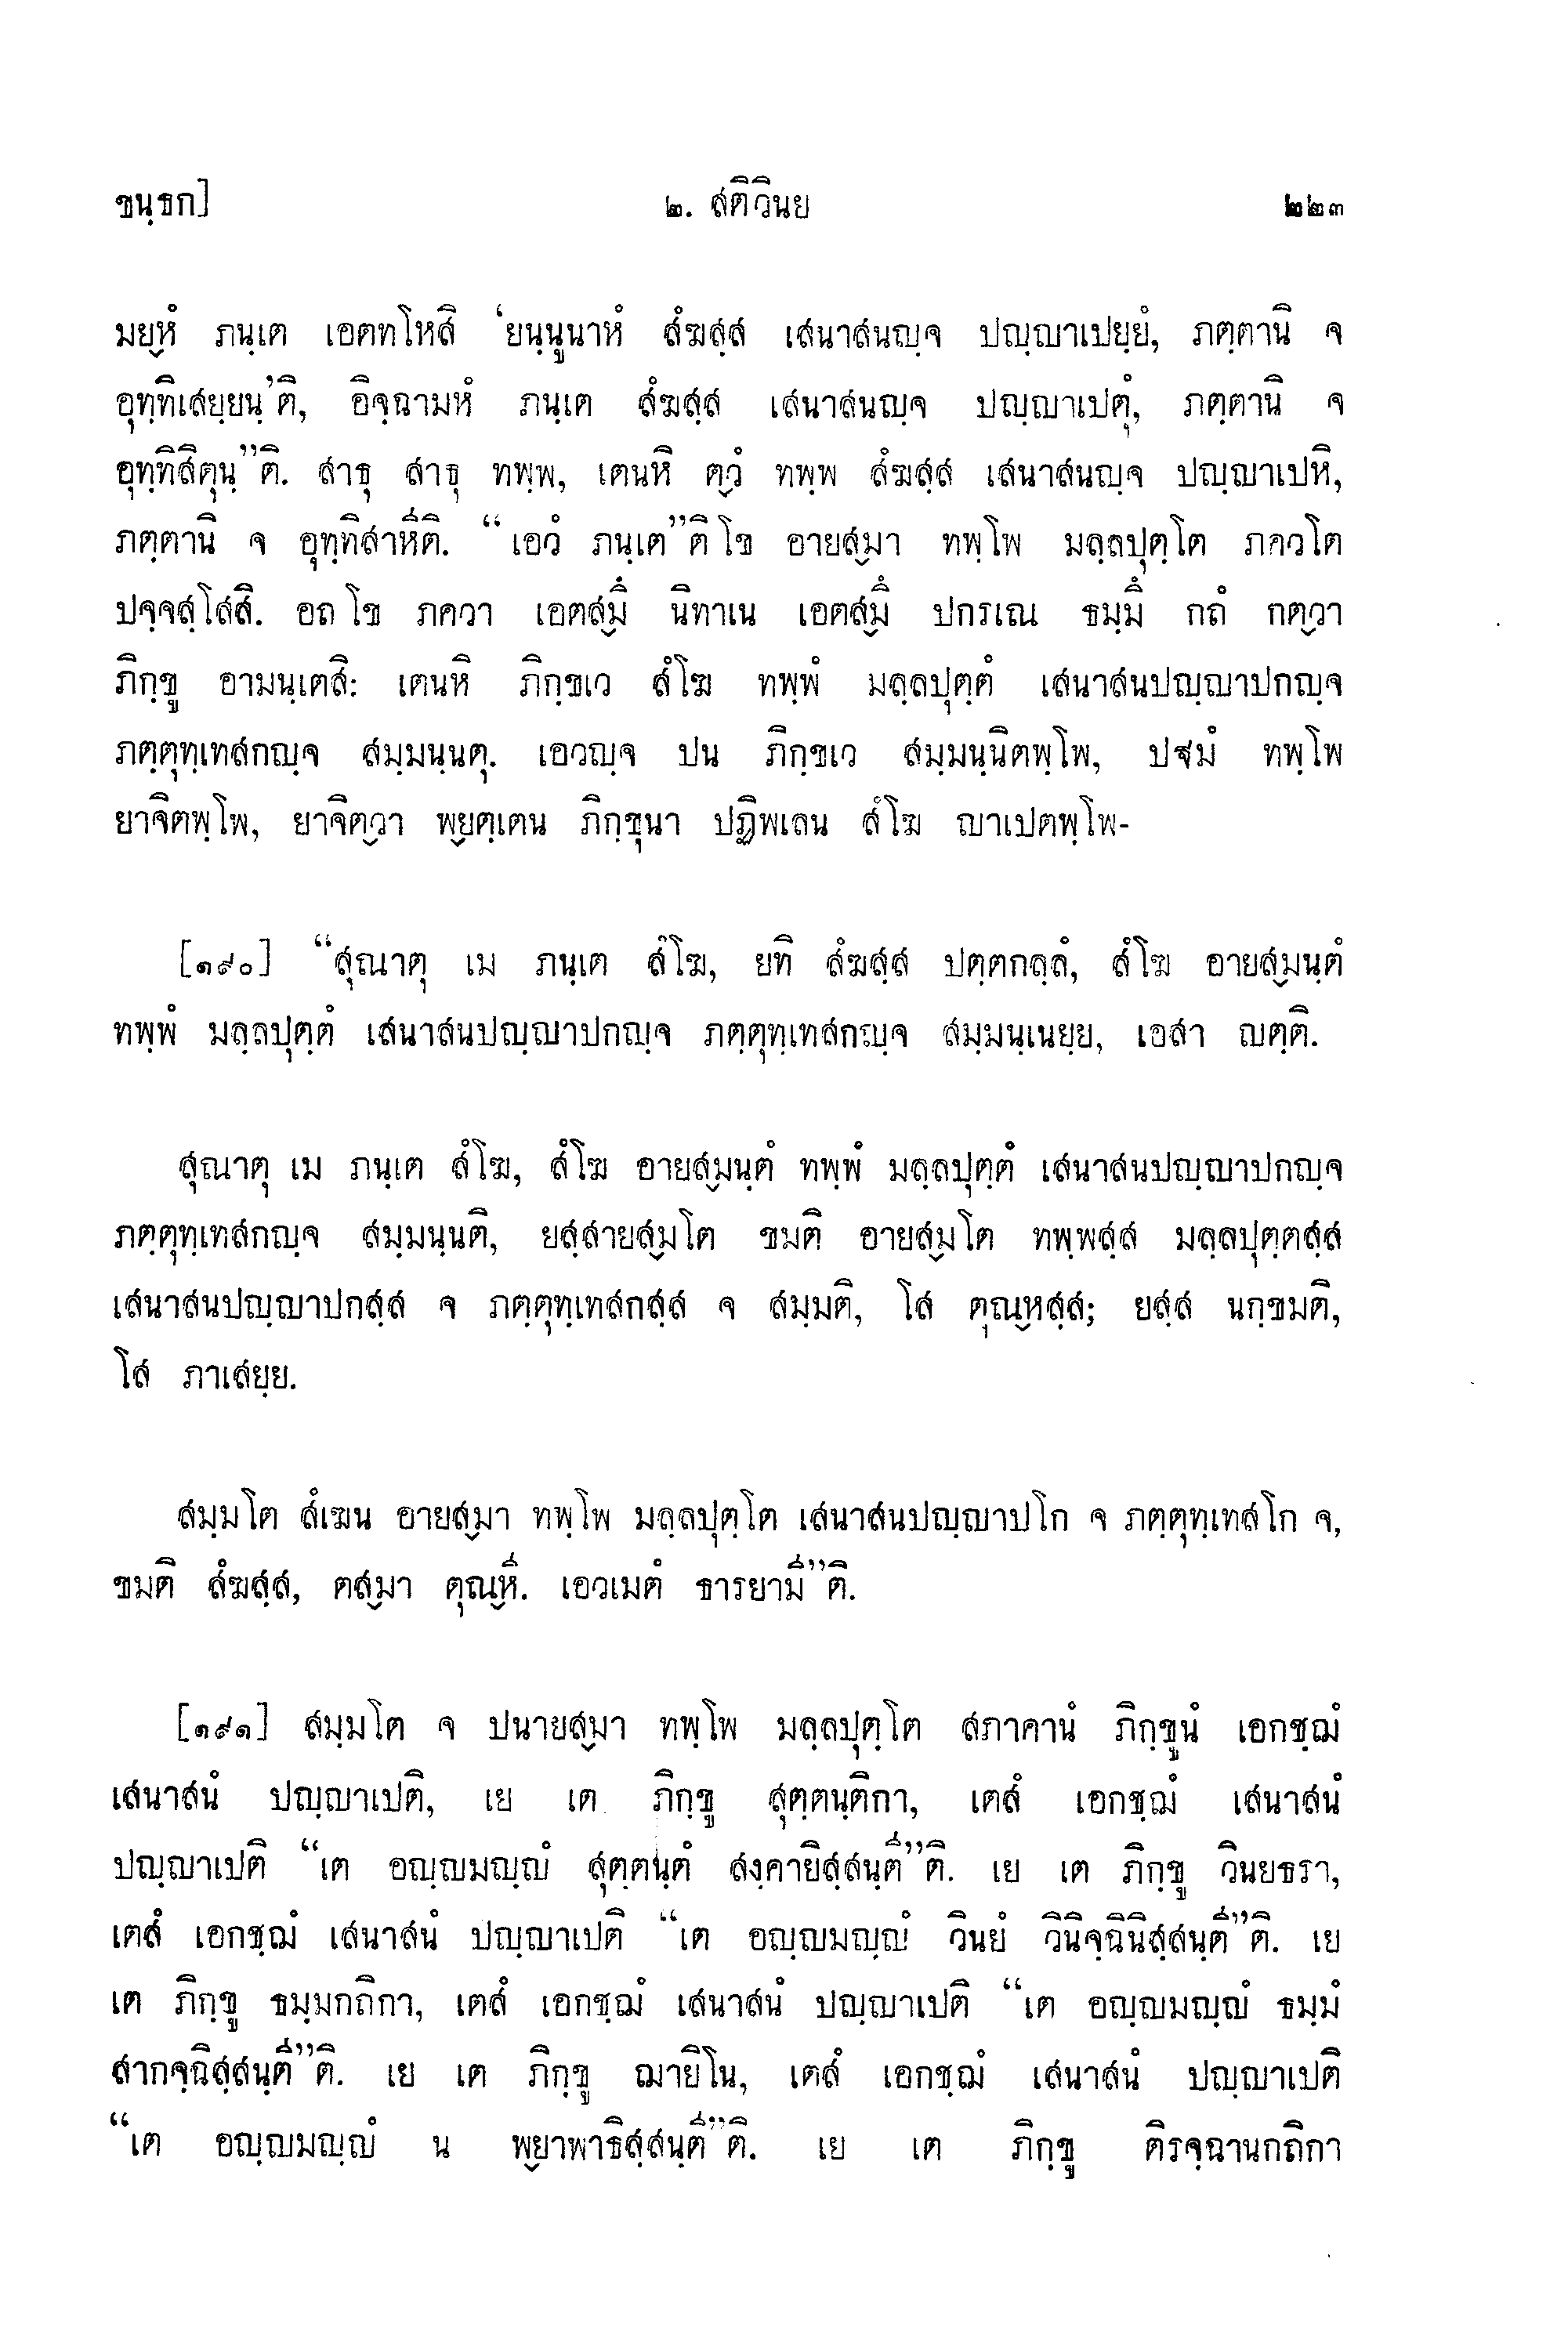 ขนฺธก] ๒. สติวินย ๒๒๓
มยฺหํ ภนฺเต เอตทโหสิ ‘ยนฺนูนาหํ สํฆสฺส เสนาสนญฺจ ปญฺญาเปยฺยํ, ภตฺตานิ จ
อุทฺทิเสยฺยนฺ’ติ, อิจฺฉามหํ ภนฺเต สํฆสฺส เสนาสนญฺจ ปญฺญาเปตุํ, ภตฺตานิ จ
อุทฺทิสิตุนฺ”ติ. สาธุ สาธุ ทพฺพ, เตนหิ ตฺวํ ทพฺพ สํฆสฺส เสนาสนญฺจ ปญฺญาเปหิ,
ภตฺตานิ จ อุทฺทิสาหีติ. “เอวํ ภนฺเต”ติ โข อายสฺมา ทพฺโพ มลฺลปุตฺโต ภควโต
ปจฺจสฺโสสิ. อถ โข ภควา เอตสฺมึ นิทาเน เอตสฺมึ ปกรเณ ธมฺมึ กถํ กตฺวา
ภิกฺขู อามนฺเตสิ: เตนหิ ภิกฺขเว สํโฆ ทพฺพํ มลฺลปุตฺตํ เสนาสนปญฺญาปกญฺจ
ภตฺตุทฺเทสกญฺจ สมฺมนฺนตุ. เอวญฺจ ปน ภิกฺขเว สมฺมนฺนิตพฺโพ, ปฐมํ ทพฺโพ
ยาจิตพฺโพ, ยาจิตฺวา พฺยตฺเตน ภิกฺขุนา ปฏิพเลน สํโฆ ญาเปตพฺโพ-
[๑๙๐] “สุณาตุ เม ภนฺเต สํโฆ, ยทิ สํฆสฺส ปตฺตกลฺลํ, สํโฆ อายสฺมนฺตํ
ทพฺพํ มลฺลปุตฺตํ เสนาสนปญฺญาปกญฺจ ภตฺตุทฺเทสกญฺจ สมฺมนฺเนยฺย, เอสา ญตฺติ.
สุณาตุ เม ภนฺเต สํโฆ, สํโฆ อายสฺมนฺตํ ทพฺพํ มลฺลปุตฺตํ เสนาสนปญฺญาปกญฺจ
ภตฺตุทฺเทสกญฺจ สมฺมนฺนติ, ยสฺสายสฺมโต ขมติ อายสฺมโต ทพฺพสฺส มลฺลปุตฺตสฺส
เสนาสนปญฺญาปกสฺส จ ภตฺตุทฺเทสกสฺส จ สมฺมติ, โส ตุณฺหสฺส; ยสฺส นกฺขมติ,
โส ภาเสยฺย.
สมฺมโต สํเฆน อายสฺมา ทพฺโพ มลฺลปุตฺโต เสนาสนปญฺญาปโก จ ภตฺตุทฺเทสโก จ,
ขมติ สํฆสฺส, ตสฺมา ตุณฺหี. เอวเมตํ ธารยามี”ติ.
[๑๙๑] สมฺมโต จ ปนายสฺมา ทพฺโพ มลฺลปุตฺโต สภาคานํ ภิกฺขูนํ เอกชฺฌํ
เสนาสนํ ปญฺญาเปติ, เย เต ภิกฺขู สุตฺตนฺติกา, เตสํ เอกชฺฌํ เสนาสนํ
ปญฺญาเปติ “เต อญฺญมญฺญํ สุตฺตนฺตํ สงฺคายิสฺสนฺตี”ติ. เย เต ภิกฺขู วินยธรา,
เตสํ เอกชฺฌํ เสนาสนํ ปญฺญาเปติ “เต อญฺญมญฺญํ วินยํ วินิจฺฉินิสฺสนฺตี”ติ. เย
เต ภิกฺขู ธมฺมกถิกา, เตสํ เอกชฺฌํ เสนาสนํ ปญฺญาเปติ “เต อญฺญมญฺญํ ธมฺมํ
สากจฺฉิสฺสนฺตี”ติ. เย เต ภิกฺขู ฌายิโน, เตสํ เอกชฺฌํ เสนาสนํ ปญฺญาเปติ
“เต อญฺญมญฺญํ น พฺยาพาธิสฺสนฺตี”ติ. เย เต ภิกฺขู ติรจฺฉานกถิกา